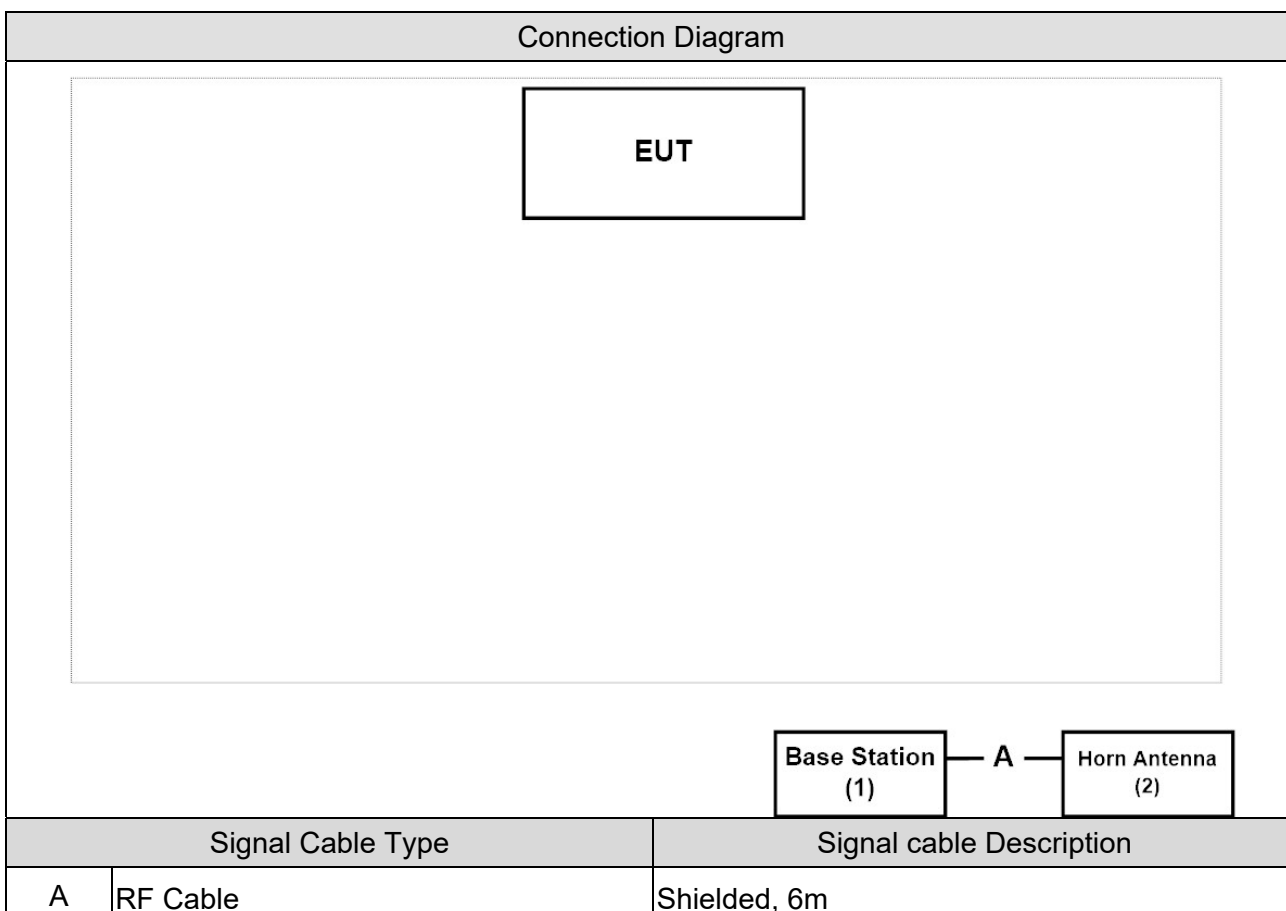 Connection Diagram
EUT
Base Station
(1)
A
Horn Antenna
(2)
Signal Cable Type Signal cable Description
A RF Cable Shielded, 6m